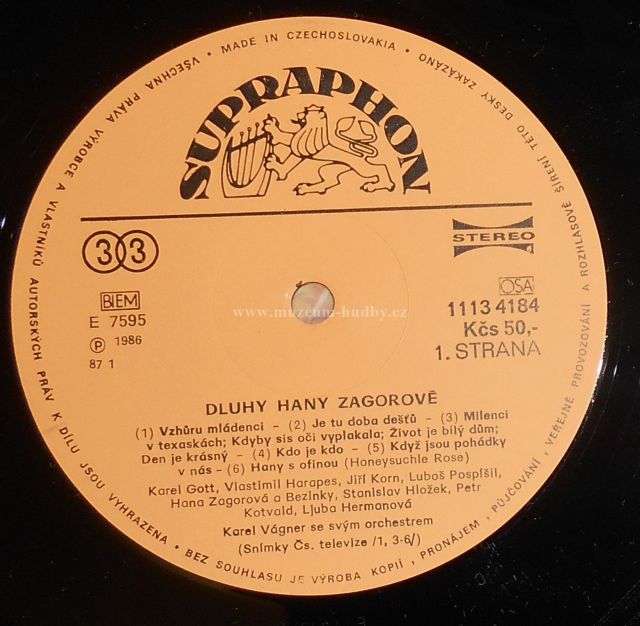 • VŠECHNA PRÁVA VÝROBCE A VLASTNÍKŮ AUTORSKÝCH PRÁV K DÍLU JSOU VYHRAZENA •
MADE IN CZECHOSLOVAKIA •
BEZ SOUHLASU JE VÝROBA KOPIÍ, PRONÁJEM, PŮJČOVÁNÍ, VEŘEJNÉ PROVOZOVÁNÍ A ROZHLASOVÉ ŠÍŘENÍ TÉTO DESKY ZAKÁZÁNO
SUPRAPHON
33
STEREO
BIEM
OSA
E 7595
1113 4184
www.muzeum-hudby.cz
Ⓟ 1986
Kčs 50,-
87 1
1. STRANA
DLUHY HANY ZAGOROVÉ
(1) Vzhůru mládenci – (2) Je tu doba dešťů – (3) Milenci
v texaskách; Kdyby sis oči vyplakala; Život je bílý dům;
Den je krásný – (4) Kdo je kdo – (5) Když jsou pohádky
v nás – (6) Hany s ofinou (Honeysuchle Rose)
Karel Gott, Vlastimil Harapes, Jiří Korn, Luboš Pospíšil,
Hana Zagorová a Bezinky, Stanislav Hložek, Petr
Kotvald, Ljuba Hermanová
Karel Vágner se svým orchestrem
(Snímky Čs. televize /1, 3-6/)